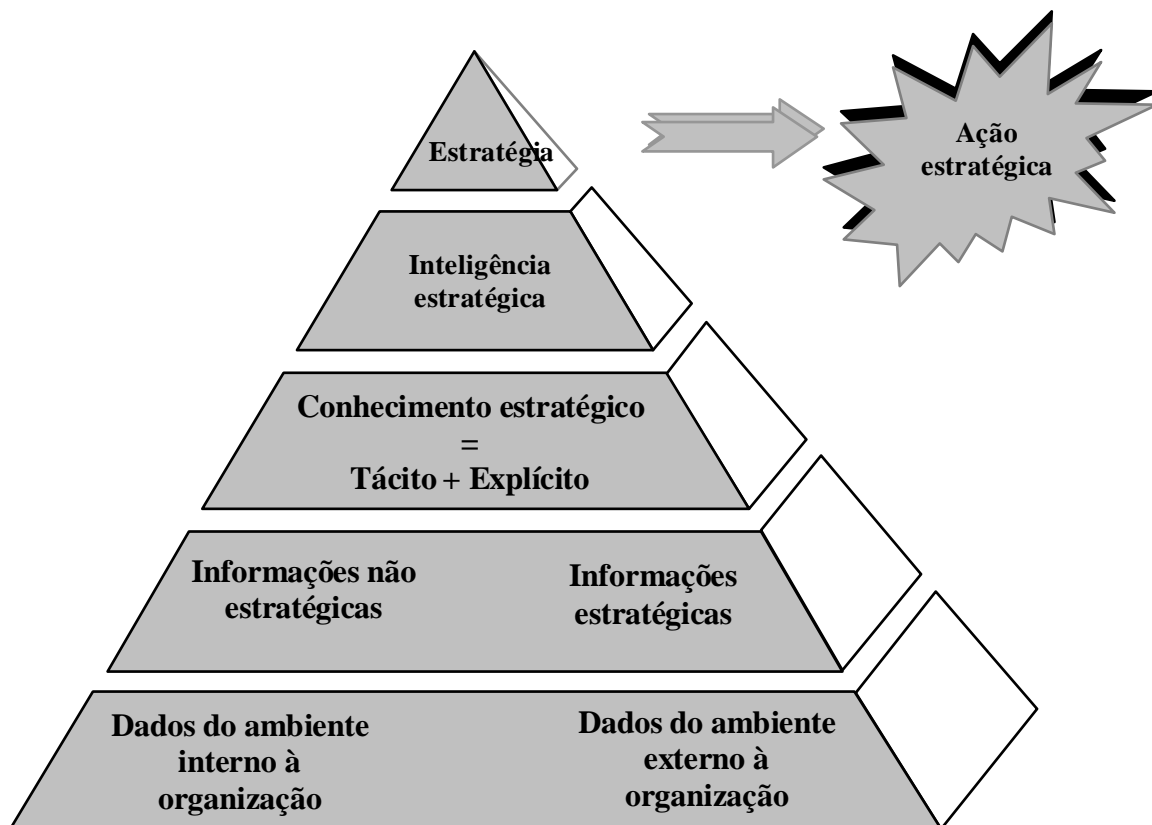 Estratégia
Ação
estratégica
Inteligência
estratégica
Conhecimento estratégico
=
Tácito + Explícito
Informações não
estratégicas
Informações
estratégicas
Dados do ambiente
interno à
organização
Dados do ambiente
externo à
organização